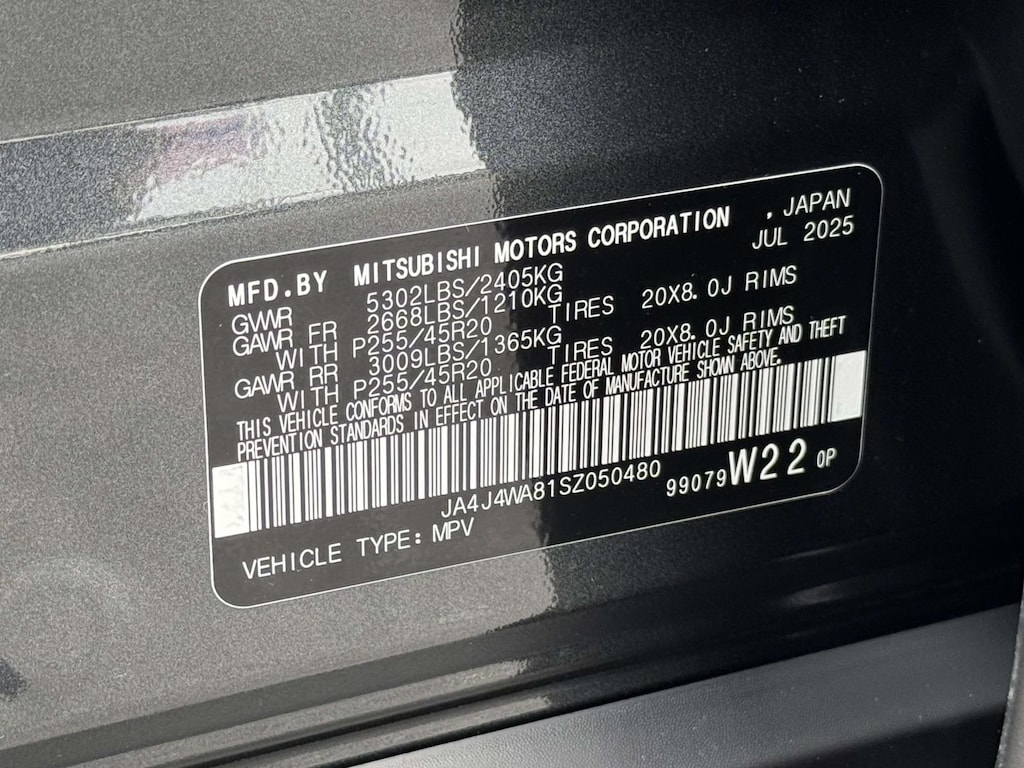 MFD.BY MITSUBISHI MOTORS CORPORATION , JAPAN
JUL 2025
GVWR 5302LBS/2405KG
GAWR FR 2668LBS/1210KG
WITH P255/45R20 TIRES 20X8.0J RIMS
GAWR RR 3009LBS/1365KG
WITH P255/45R20 TIRES 20X8.0J RIMS
THIS VEHICLE CONFORMS TO ALL APPLICABLE FEDERAL MOTOR VEHICLE SAFETY AND THEFT
PREVENTION STANDARDS IN EFFECT ON THE DATE OF MANUFACTURE SHOWN ABOVE.
JA4J4WA81SZ050480 99079 W22 0P
VEHICLE TYPE: MPV